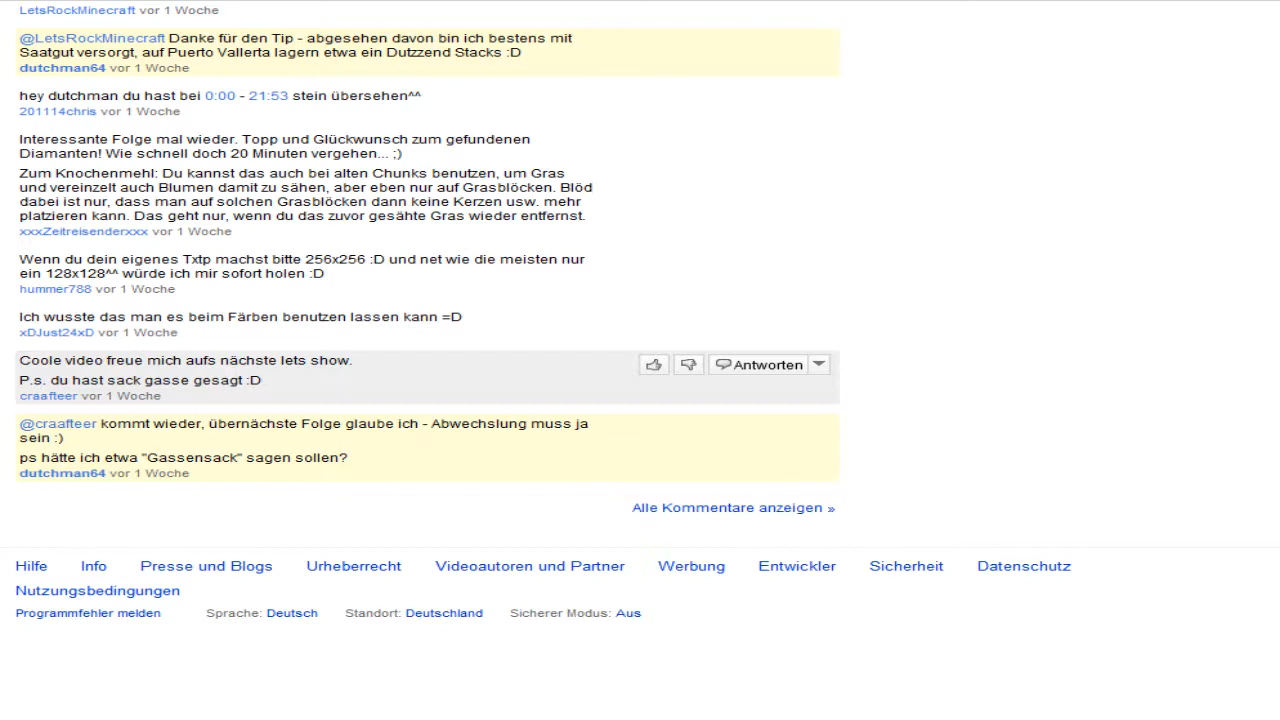 LetsRockMinecraft vor 1 Woche
@LetsRockMinecraft Danke für den Tip - abgesehen davon bin ich bestens mit
Saatgut versorgt, auf Puerto Vallerta lagern etwa ein Dutzzend Stacks :D
dutchman64 vor 1 Woche
hey dutchman du hast bei 0:00 - 21:53 stein übersehen^^
201114chris vor 1 Woche
Interessante Folge mal wieder. Topp und Glückwunsch zum gefundenen
Diamanten! Wie schnell doch 20 Minuten vergehen... ;)
Zum Knochenmehl: Du kannst das auch bei alten Chunks benutzen, um Gras
und vereinzelt auch Blumen damit zu sähen, aber eben nur auf Grasblöcken. Blöd
dabei ist nur, dass man auf solchen Grasblöcken dann keine Kerzen usw. mehr
platzieren kann. Das geht nur, wenn du das zuvor gesähte Gras wieder entfernst.
xxxZeitreisenderxxx vor 1 Woche
Wenn du dein eigenes Txtp machst bitte 256x256 :D und net wie die meisten nur
ein 128x128^^ würde ich mir sofort holen :D
hummer788 vor 1 Woche
Ich wusste das man es beim Färben benutzen lassen kann =D
xDJust24xD vor 1 Woche
Coole video freue mich aufs nächste lets show.
Antworten
P.s. du hast sack gasse gesagt :D
craafteer vor 1 Woche
@craafteer kommt wieder, übernächste Folge glaube ich - Abwechslung muss ja
sein :)
ps hätte ich etwa "Gassensack" sagen sollen?
dutchman64 vor 1 Woche
Alle Kommentare anzeigen »
Hilfe Info Presse und Blogs Urheberrecht Videoautoren und Partner Werbung Entwickler Sicherheit Datenschutz
Nutzungsbedingungen
Programmfehler melden Sprache: Deutsch Standort: Deutschland Sicherer Modus: Aus